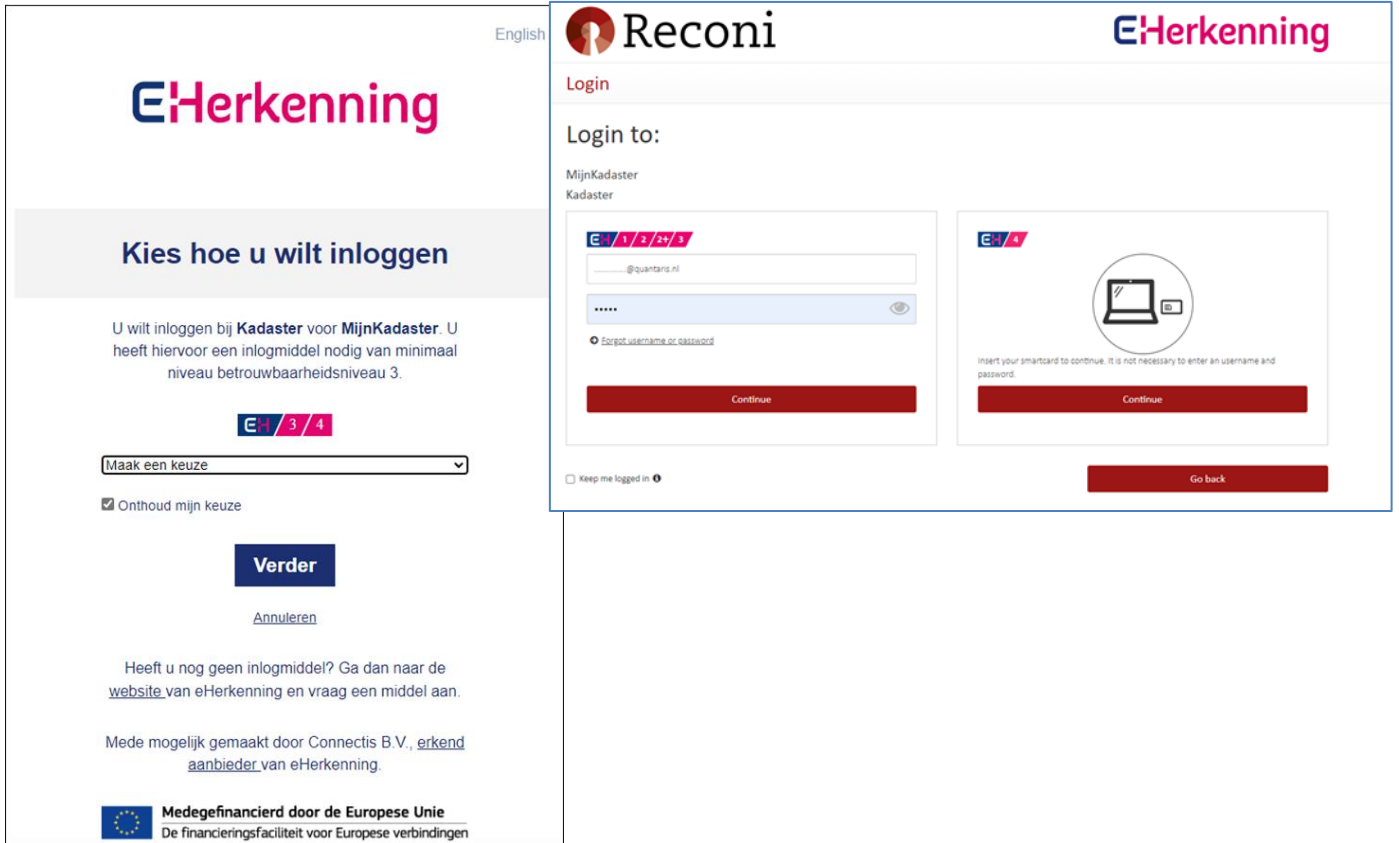 English
EHerkenning
Kies hoe u wilt inloggen
U wilt inloggen bij Kadaster voor MijnKadaster. U
heeft hiervoor een inlogmiddel nodig van minimaal
niveau betrouwbaarheidsniveau 3.
EH/3/4
Maak een keuze
Onthoud mijn keuze
Verder
Annuleren
Heeft u nog geen inlogmiddel? Ga dan naar de
website van eHerkenning en vraag een middel aan.
Mede mogelijk gemaakt door Connectis B.V., erkend
aanbieder van eHerkenning.
Medegefinancierd door de Europese Unie
De financieringsfaciliteit voor Europese verbindingen
Reconi
EHerkenning
Login
Login to:
MijnKadaster
Kadaster
EH/1/2/2+/3
............@quantaris.nl
•••••
Forgot username or password
Continue
EH/4
Insert your smartcard to continue. It is not necessary to enter an username and
password.
Continue
Keep me logged in
Go back